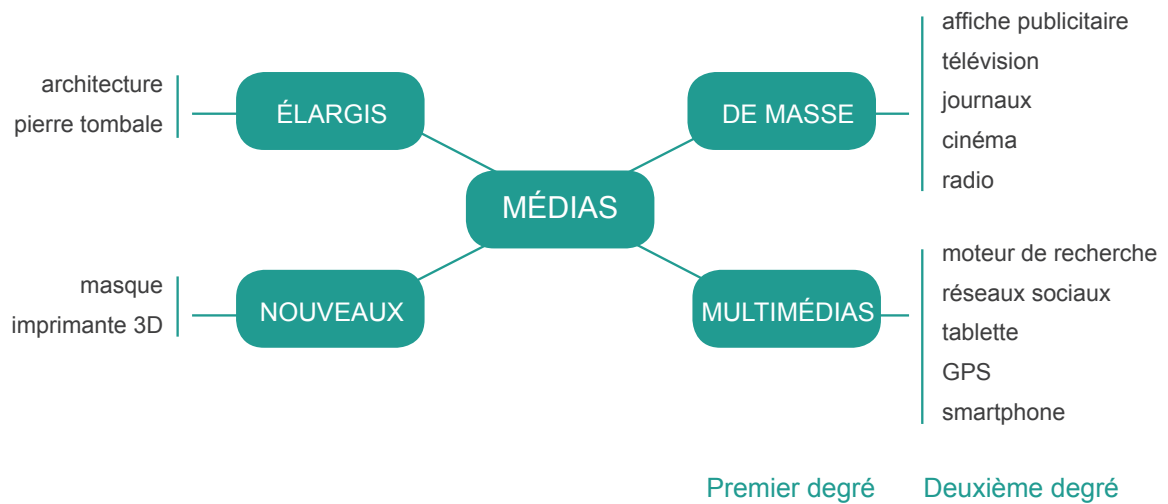 MÉDIAS
ÉLARGIS
architecture
pierre tombale
DE MASSE
affiche publicitaire
télévision
journaux
cinéma
radio
NOUVEAUX
masque
imprimante 3D
MULTIMÉDIAS
moteur de recherche
réseaux sociaux
tablette
GPS
smartphone
Premier degré
Deuxième degré